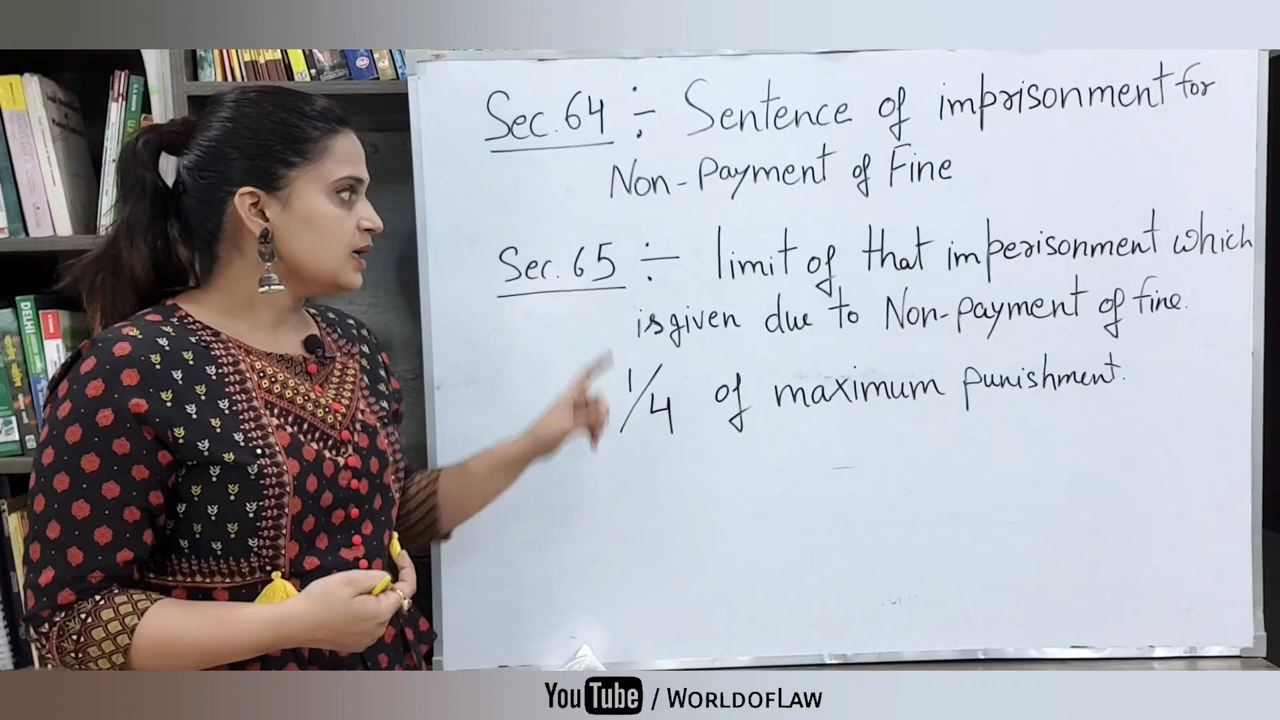 Sec. 64 ÷ Sentence of imprisonment for
Non-Payment of Fine
Sec. 65 ÷ limit of that imperisonment which
is given due to Non-payment of fine.
1/4 of maximum punishment.
DELHI
YouTube / WORLDOFLAW